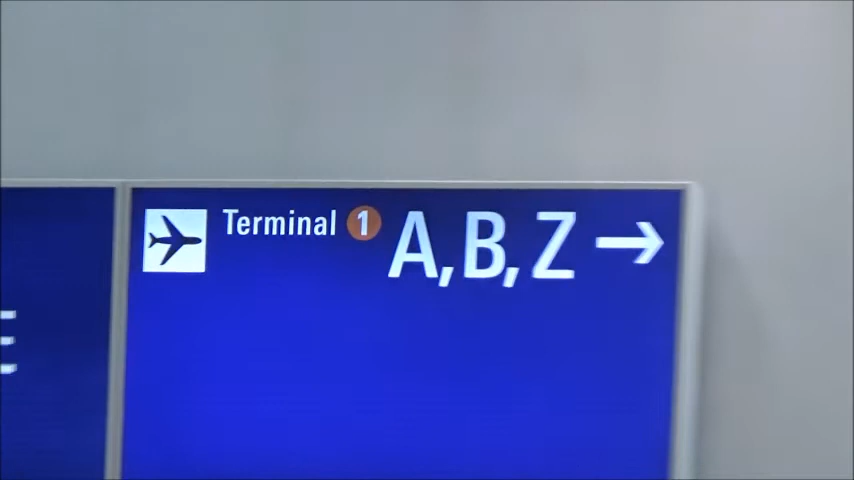 Terminal 1 A, B, Z →